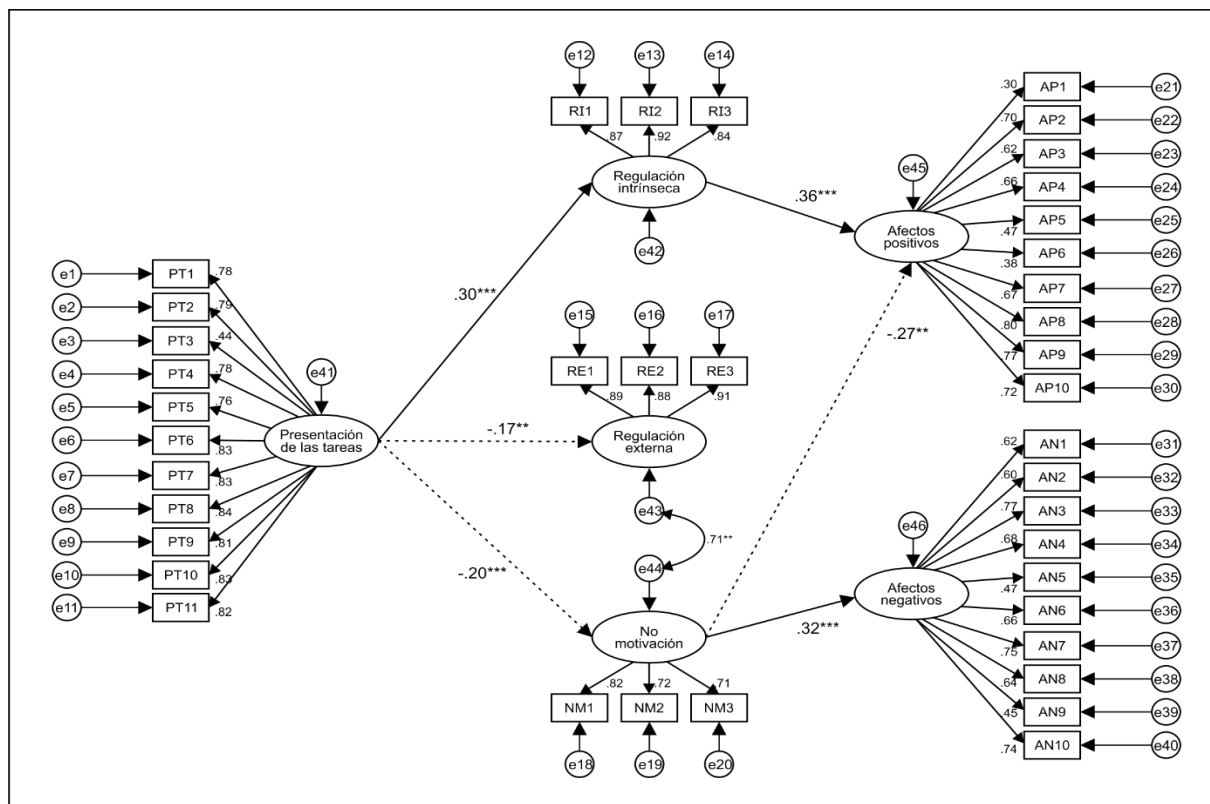 e12 e13 e14
RI1 RI2 RI3
.87 .92 .84
Regulación
intrínseca
e42
e1 PT1 .78
e2 PT2 .79
e3 PT3 .44
e4 PT4 .78
e5 PT5 .76
e6 PT6 .83
e7 PT7 .83
e8 PT8 .84
e9 PT9 .81
e10 PT10 .83
e11 PT11 .82
e41
Presentación
de las tareas
.30***
-.17**
-.20***
e15 e16 e17
RE1 RE2 RE3
.89 .88 .91
Regulación
externa
e43
.71**
e44
No
motivación
.82 .72 .71
NM1 NM2 NM3
e18 e19 e20
.36***
-.27**
.32***
e45
Afectos
positivos
.30 AP1 e21
.70 AP2 e22
.62 AP3 e23
.66 AP4 e24
.47 AP5 e25
.38 AP6 e26
.67 AP7 e27
.80 AP8 e28
.77 AP9 e29
.72 AP10 e30
e46
Afectos
negativos
.62 AN1 e31
.60 AN2 e32
.77 AN3 e33
.68 AN4 e34
.47 AN5 e35
.66 AN6 e36
.75 AN7 e37
.64 AN8 e38
.45 AN9 e39
.74 AN10 e40